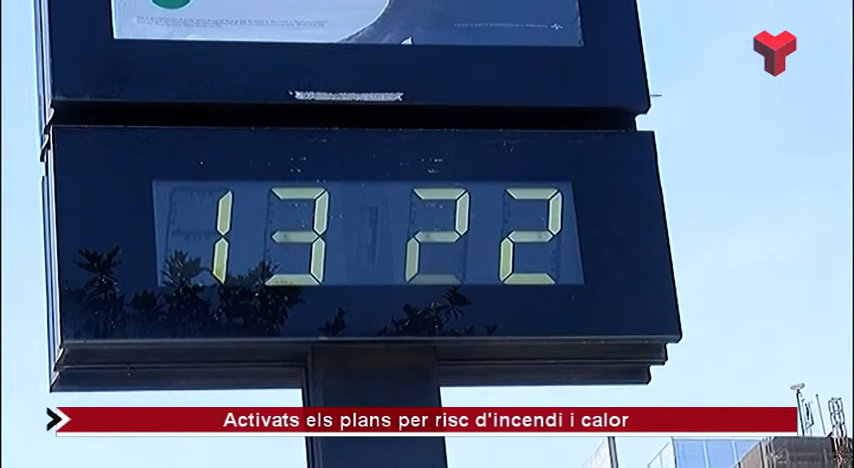 13 22
Activats els plans per risc d'incendi i calor